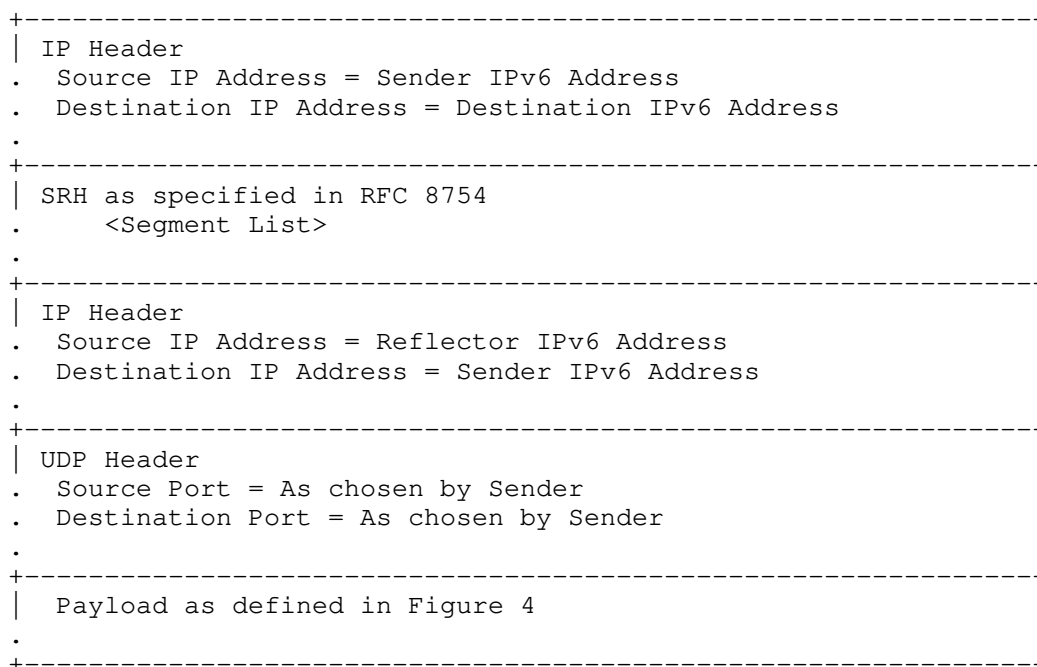 +---------------------------------------------------------------
| IP Header
. Source IP Address = Sender IPv6 Address
. Destination IP Address = Destination IPv6 Address
.
+---------------------------------------------------------------
| SRH as specified in RFC 8754
. <Segment List>
.
+---------------------------------------------------------------
| IP Header
. Source IP Address = Reflector IPv6 Address
. Destination IP Address = Sender IPv6 Address
.
+---------------------------------------------------------------
| UDP Header
. Source Port = As chosen by Sender
. Destination Port = As chosen by Sender
.
+---------------------------------------------------------------
| Payload as defined in Figure 4
.
+---------------------------------------------------------------